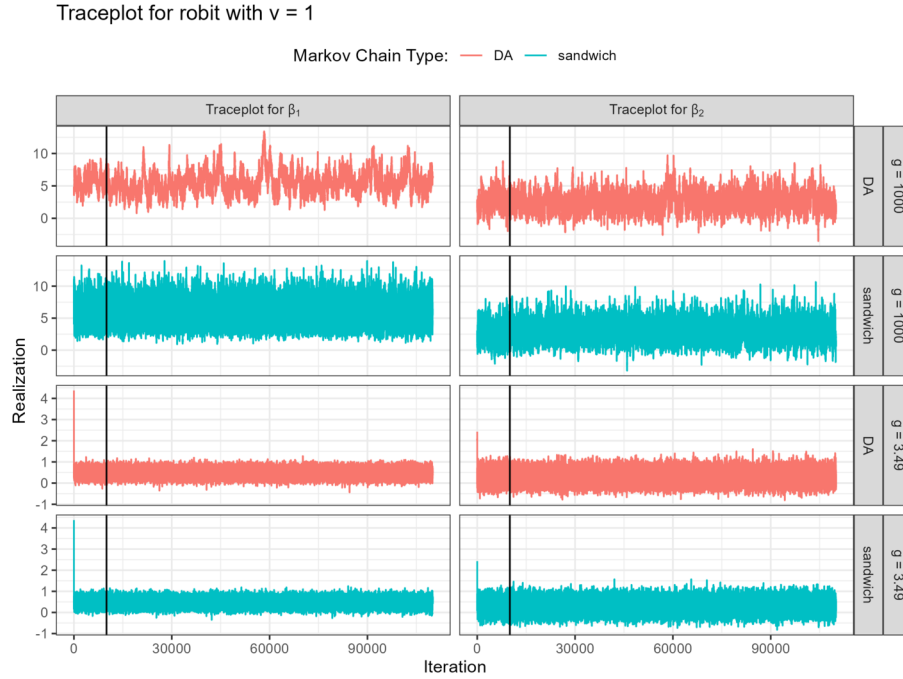 Traceplot for robit with ν = 1
Markov Chain Type: DA sandwich
Traceplot for β₁ Traceplot for β₂
10
5
0
DA
g = 1000
10
5
0
sandwich
g = 1000
4
3
2
1
0
-1
DA
g = 3.49
4
3
2
1
0
-1
sandwich
g = 3.49
Realization
0 30000 60000 90000 0 30000 60000 90000
Iteration